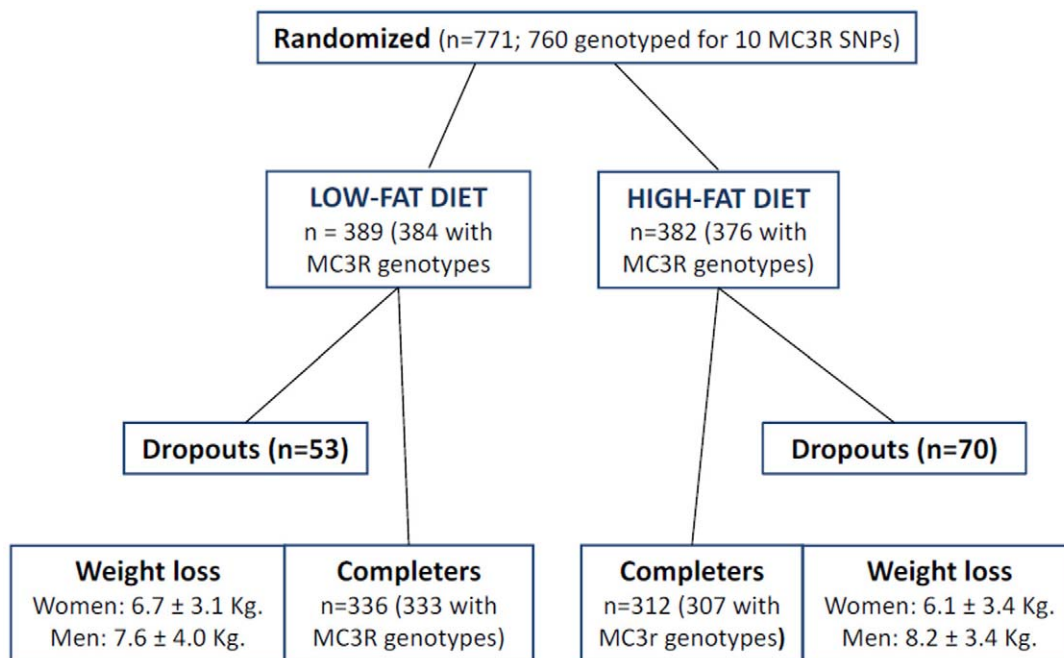 Randomized (n=771; 760 genotyped for 10 MC3R SNPs)
LOW-FAT DIET
n = 389 (384 with
MC3R genotypes
HIGH-FAT DIET
n=382 (376 with
MC3R genotypes)
Dropouts (n=53)
Dropouts (n=70)
Weight loss
Women: 6.7 ± 3.1 Kg.
Men: 7.6 ± 4.0 Kg.
Completers
n=336 (333 with
MC3R genotypes)
Completers
n=312 (307 with
MC3r genotypes)
Weight loss
Women: 6.1 ± 3.4 Kg.
Men: 8.2 ± 3.4 Kg.